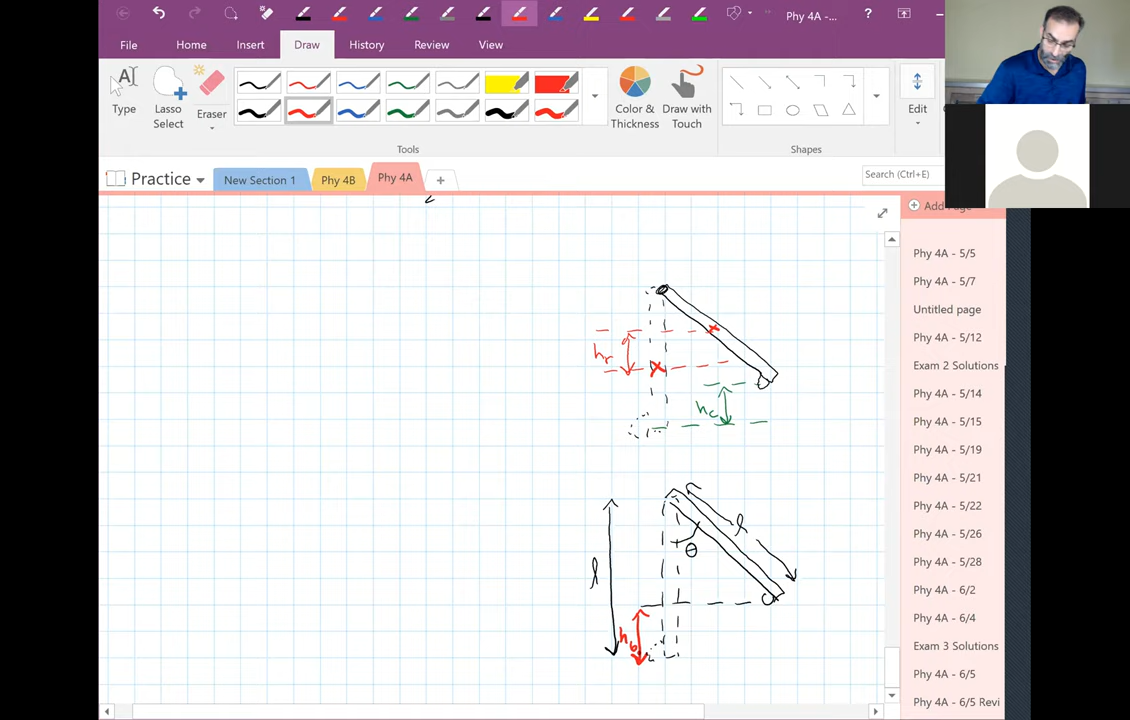 Phy 4A -...
?
File
Home
Insert
Draw
History
Review
View
Type
Lasso
Select
Eraser
Color &
Thickness
Draw with
Touch
Edit
Tools
Shapes
Practice
New Section 1
Phy 4B
Phy 4A
+
Search (Ctrl+E)
Add Page
Phy 4A - 5/5
Phy 4A - 5/7
Untitled page
Phy 4A - 5/12
Exam 2 Solutions
Phy 4A - 5/14
Phy 4A - 5/15
Phy 4A - 5/19
Phy 4A - 5/21
Phy 4A - 5/22
Phy 4A - 5/26
Phy 4A - 5/28
Phy 4A - 6/2
Phy 4A - 6/4
Exam 3 Solutions
Phy 4A - 6/5
Phy 4A - 6/5 Revi
hr
hc
l
θ
l
hb